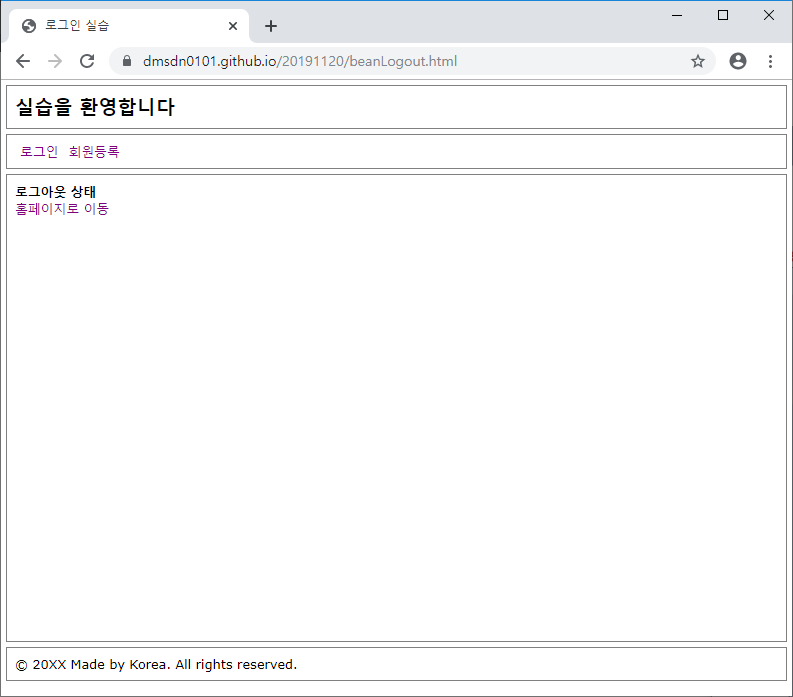 로그인 실습
dmsdn0101.github.io/20191120/beanLogout.html
실습을 환영합니다
로그인 회원등록
로그아웃 상태
홈페이지로 이동
© 20XX Made by Korea. All rights reserved.